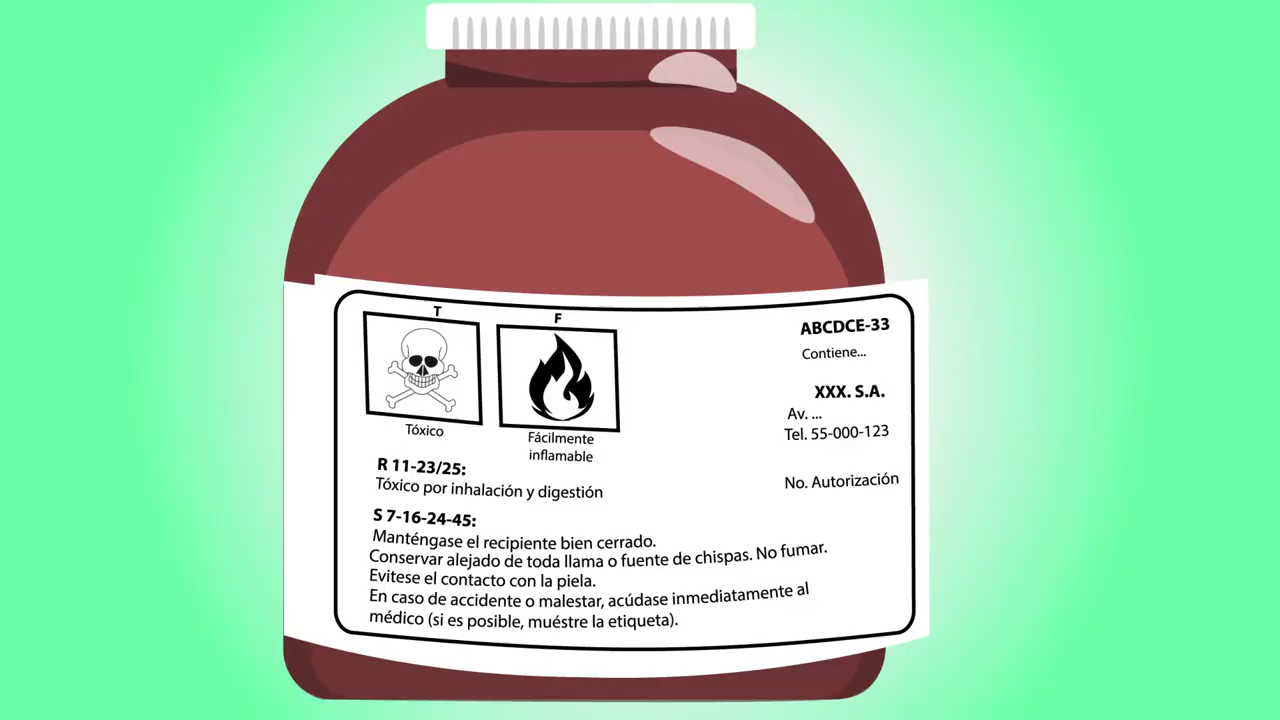 T
F
Tóxico
Fácilmente
inflamable
R 11-23/25:
Tóxico por inhalación y digestión
S 7-16-24-45:
Manténgase el recipiente bien cerrado.
Conservar alejado de toda llama o fuente de chispas. No fumar.
Evitese el contacto con la piela.
En caso de accidente o malestar, acúdase inmediatamente al
médico (si es posible, muéstre la etiqueta).
ABCDCE-33
Contiene...
XXX. S.A.
Av. ...
Tel. 55-000-123
No. Autorización